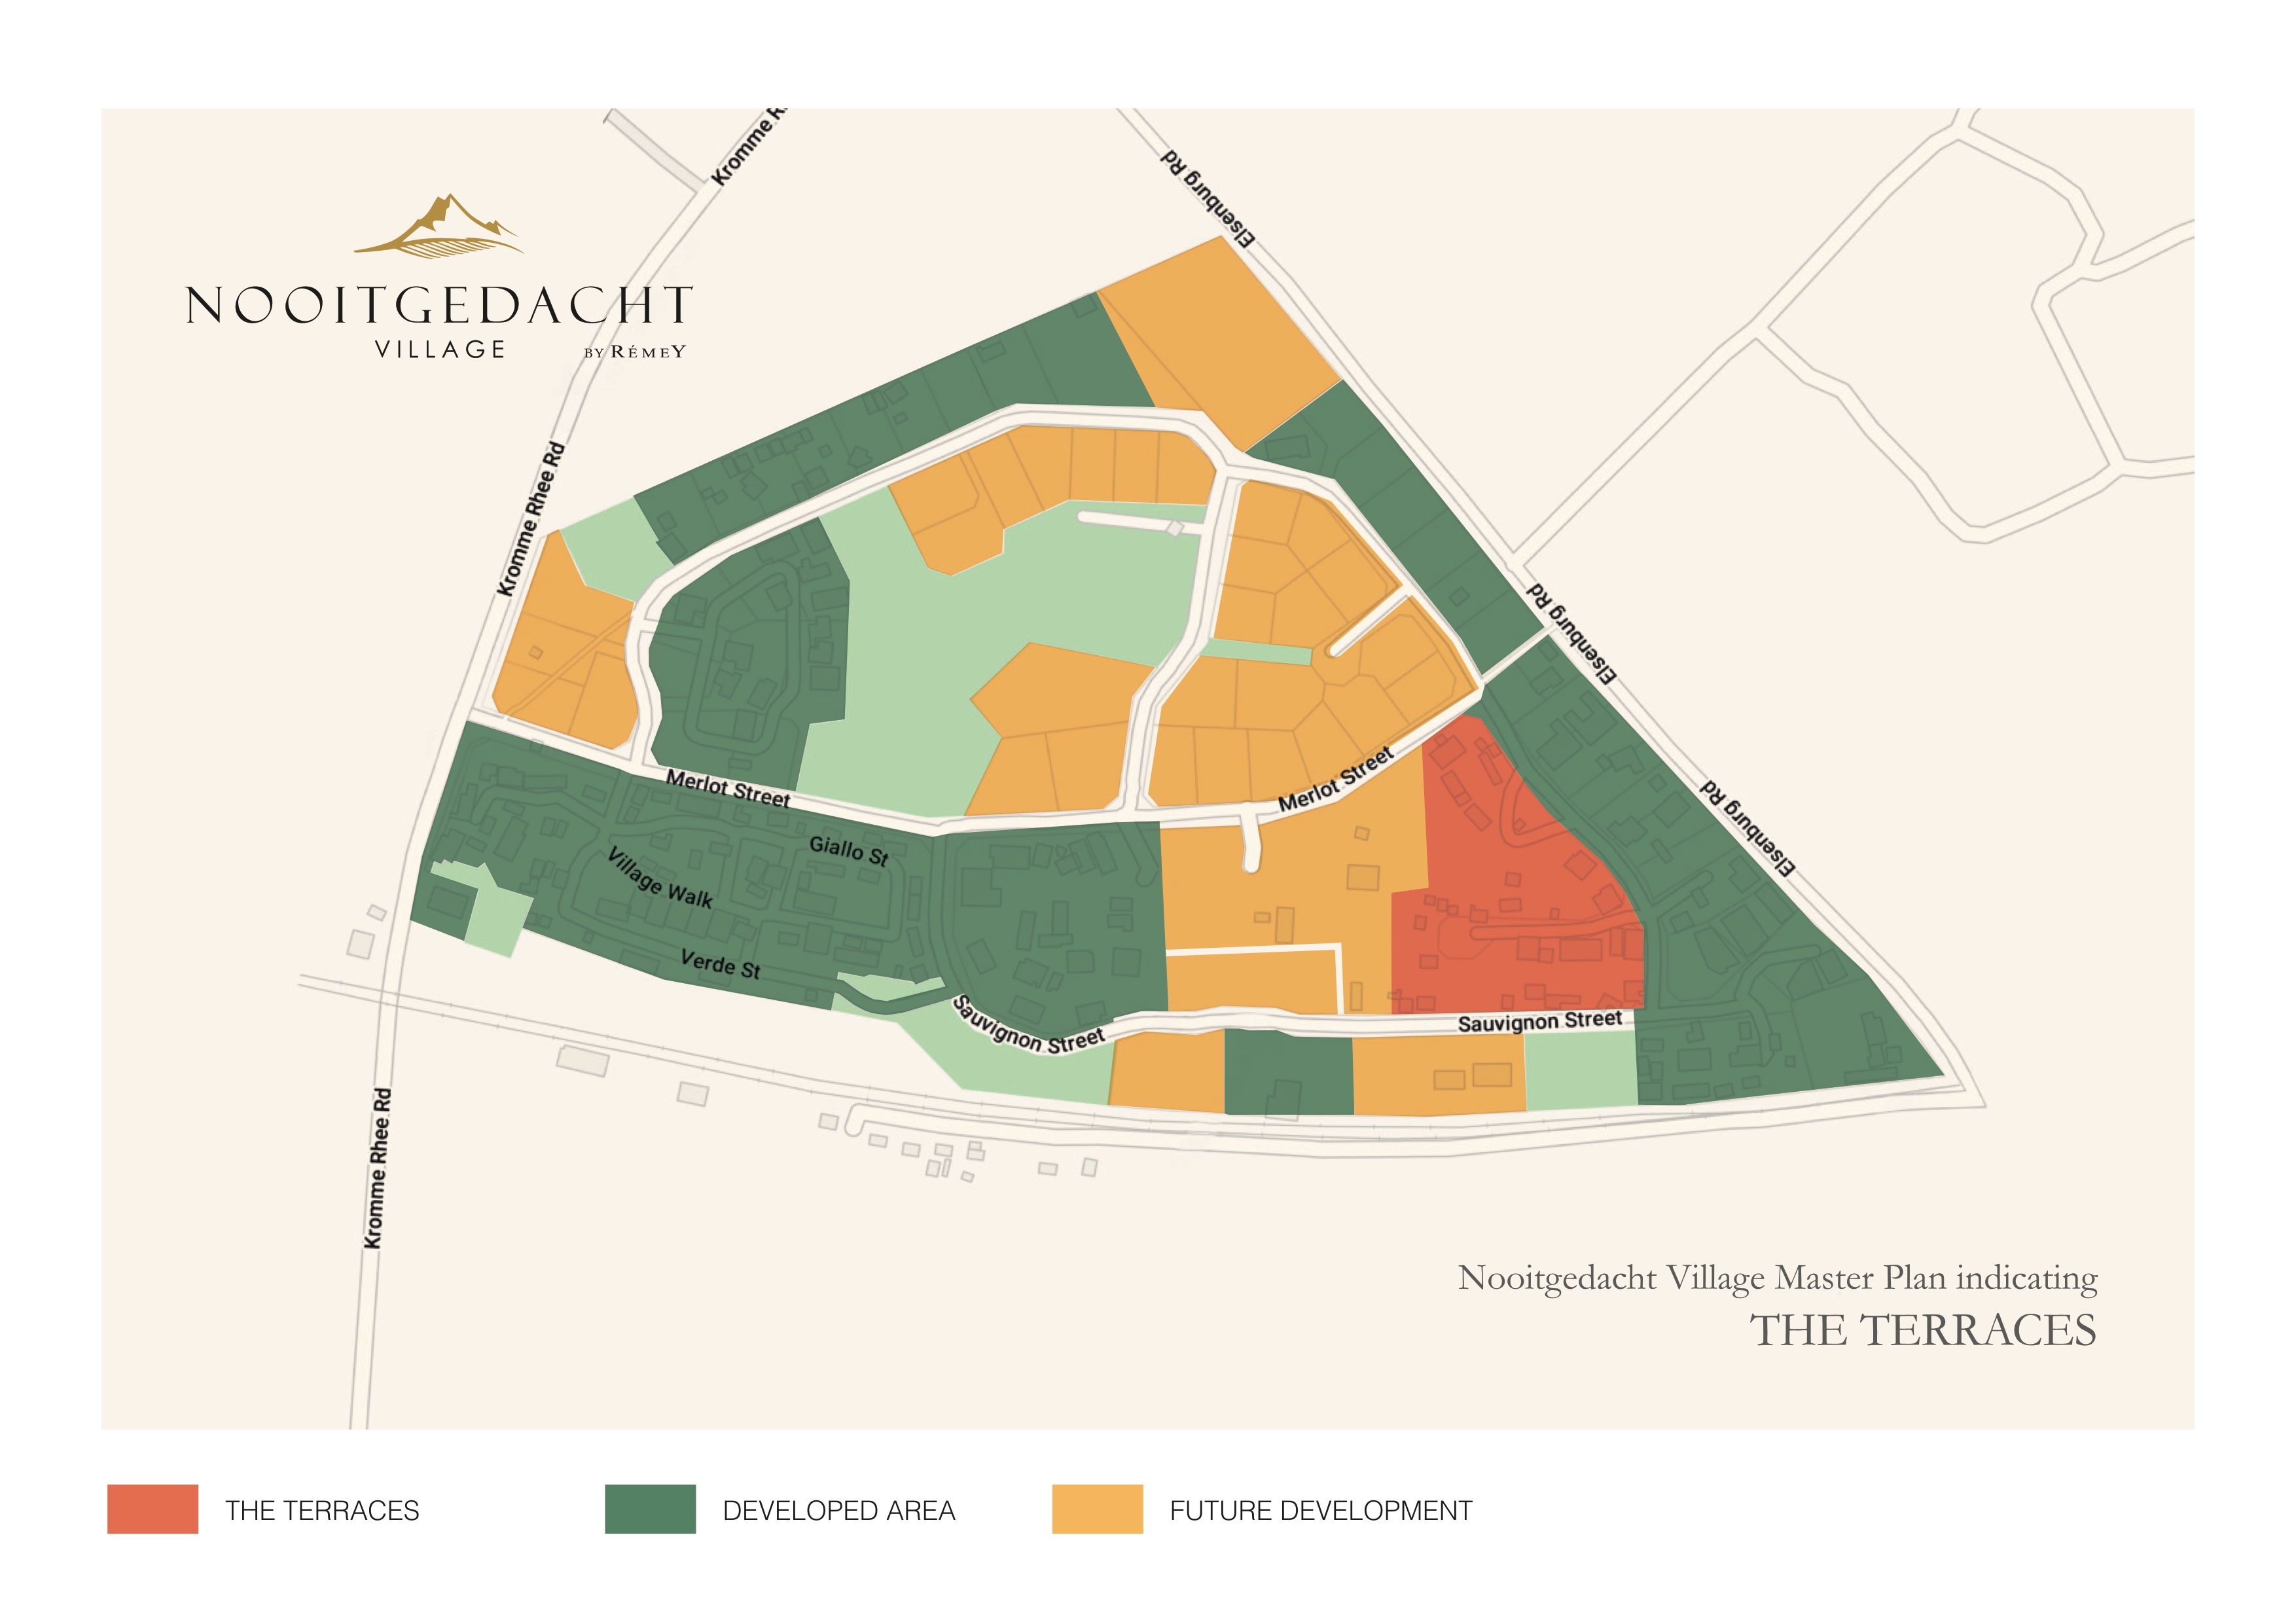 Kromme R
Elsenburg Rd
NOOITGEDACHT
VILLAGE
BY RÉMEY
Kromme Rhee Rd
Elsenburg Rd
Merlot Street
Merlot Street
Elsenburg Rd
Giallo St
Village Walk
Verde St
Sauvignon Street
Sauvignon Street
Kromme Rhee Rd
Nooitgedacht Village Master Plan indicating
THE TERRACES
THE TERRACES
DEVELOPED AREA
FUTURE DEVELOPMENT